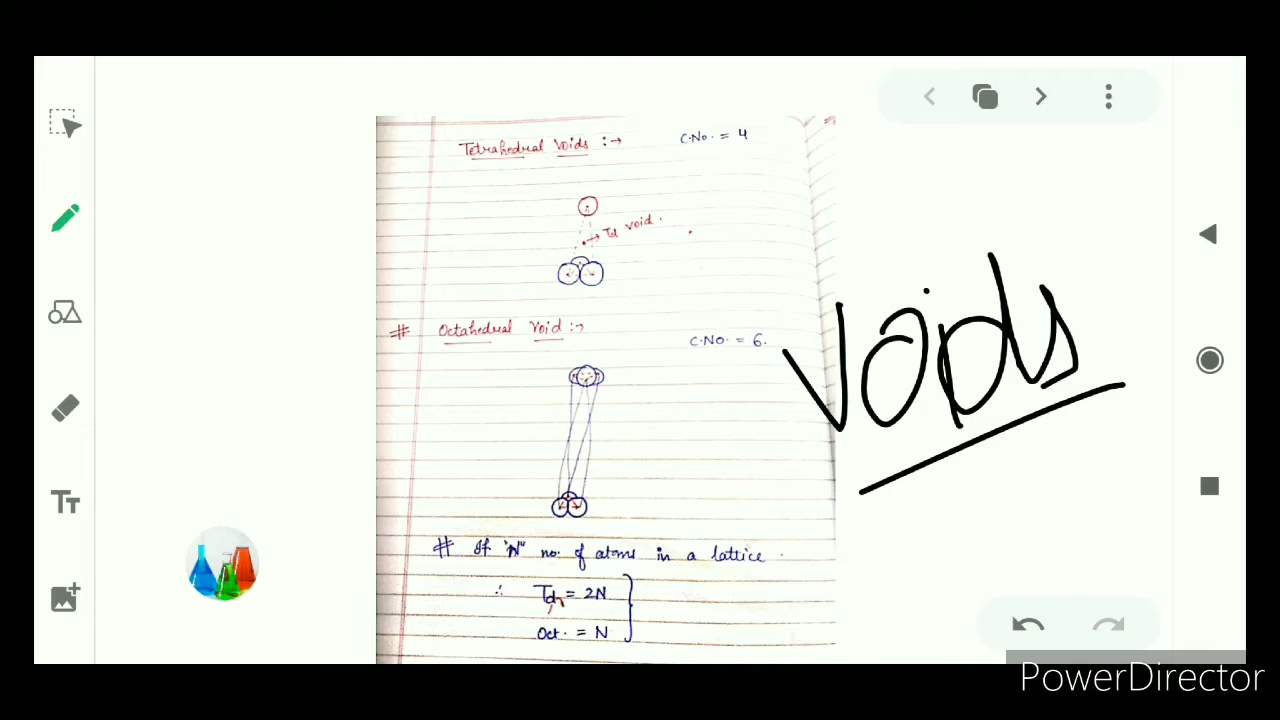 Tetrahedral Voids :→ C.No. = 4
→ Td void.
# Octahedral Void :→ C.NO. = 6.
voids
# If "N" no. of atoms in a lattice.
∴ Td = 2N
Oct. = N
TT
PowerDirector